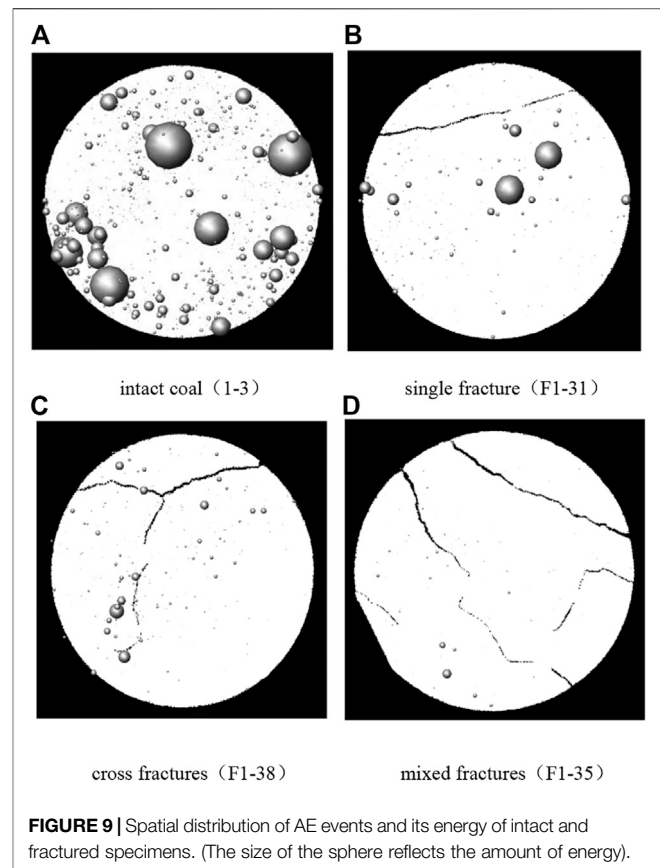 A
B
intact coal（1-3）
single fracture（F1-31）
C
D
cross fractures（F1-38）
mixed fractures（F1-35）
FIGURE 9 | Spatial distribution of AE events and its energy of intact and
fractured specimens. (The size of the sphere reflects the amount of energy).